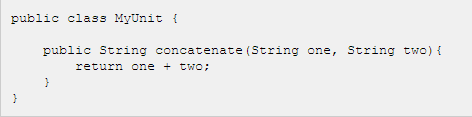 public class MyUnit {
    public String concatenate(String one, String two){
        return one + two;
    }
}